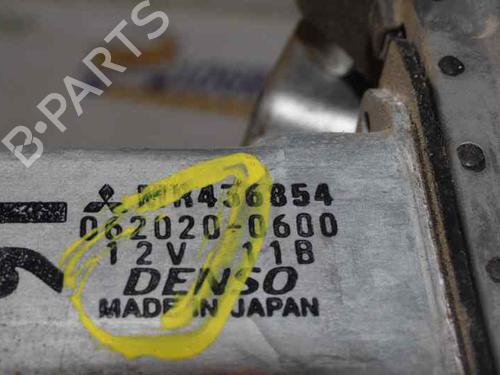 B-PARTS
MR436854
062020-0600
12V 11B
DENSO
MADE IN JAPAN